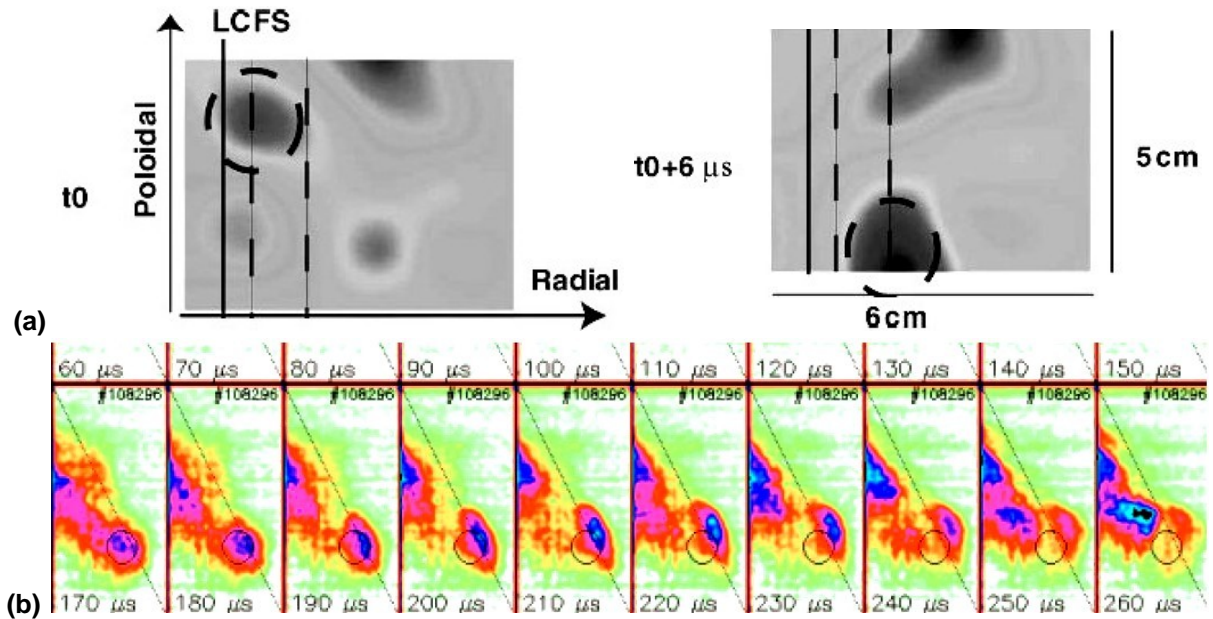 LCFS
t0
Poloidal
Radial
t0+6 µs
5cm
6cm
(a)
60 µs 70 µs 80 µs 90 µs 100 µs 110 µs 120 µs 130 µs 140 µs 150 µs
#108296 #108296 #108296 #108296 #108296 #108296 #108296 #108296 #108296 #108296
170 µs 180 µs 190 µs 200 µs 210 µs 220 µs 230 µs 240 µs 250 µs 260 µs
(b)